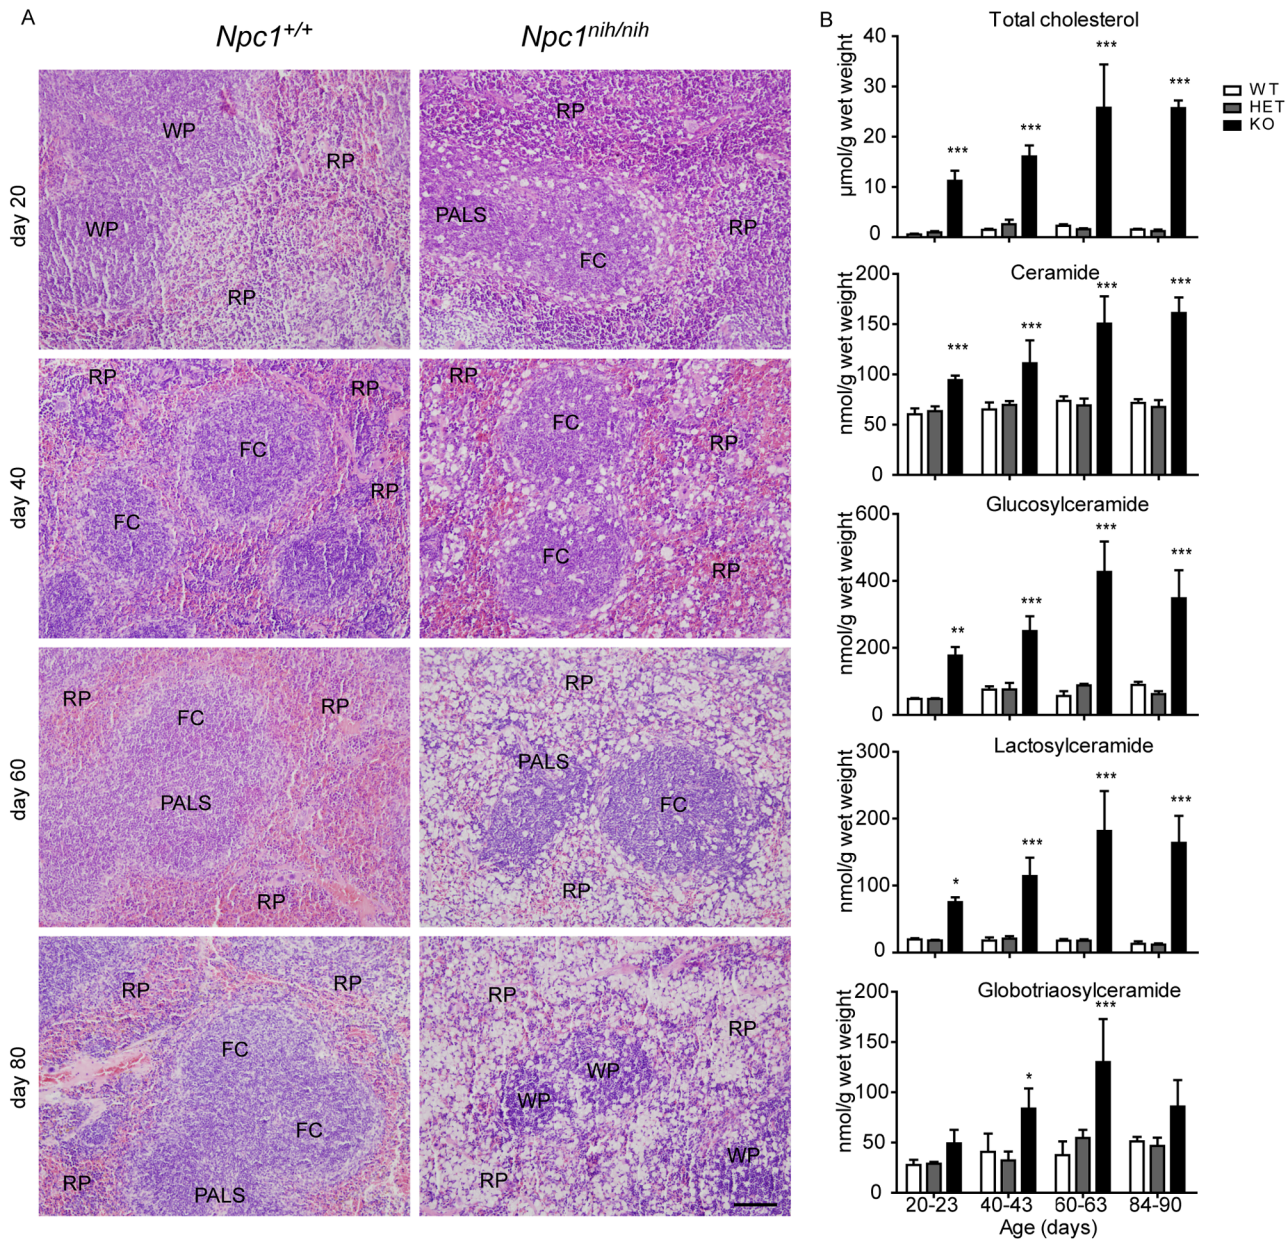 A
Npc1+/+
Npc1nih/nih
day 20
WP
RP
WP
RP
RP
PALS
RP
FC
day 40
RP
RP
FC
RP
FC
RP
FC
RP
FC
RP
day 60
RP
FC
RP
PALS
RP
RP
PALS
FC
RP
day 80
RP
RP
FC
FC
RP
PALS
RP
RP
WP
WP
WP
RP
B
Total cholesterol
µmol/g wet weight
40
30
20
10
0
***
***
***
***
WT
HET
KO
Ceramide
nmol/g wet weight
200
150
100
50
0
***
***
***
***
Glucosylceramide
nmol/g wet weight
600
400
200
0
**
***
***
***
Lactosylceramide
nmol/g wet weight
300
200
100
0
*
***
***
***
Globotriaosylceramide
nmol/g wet weight
200
150
100
50
0
*
***
20-23 40-43 60-63 84-90
Age (days)